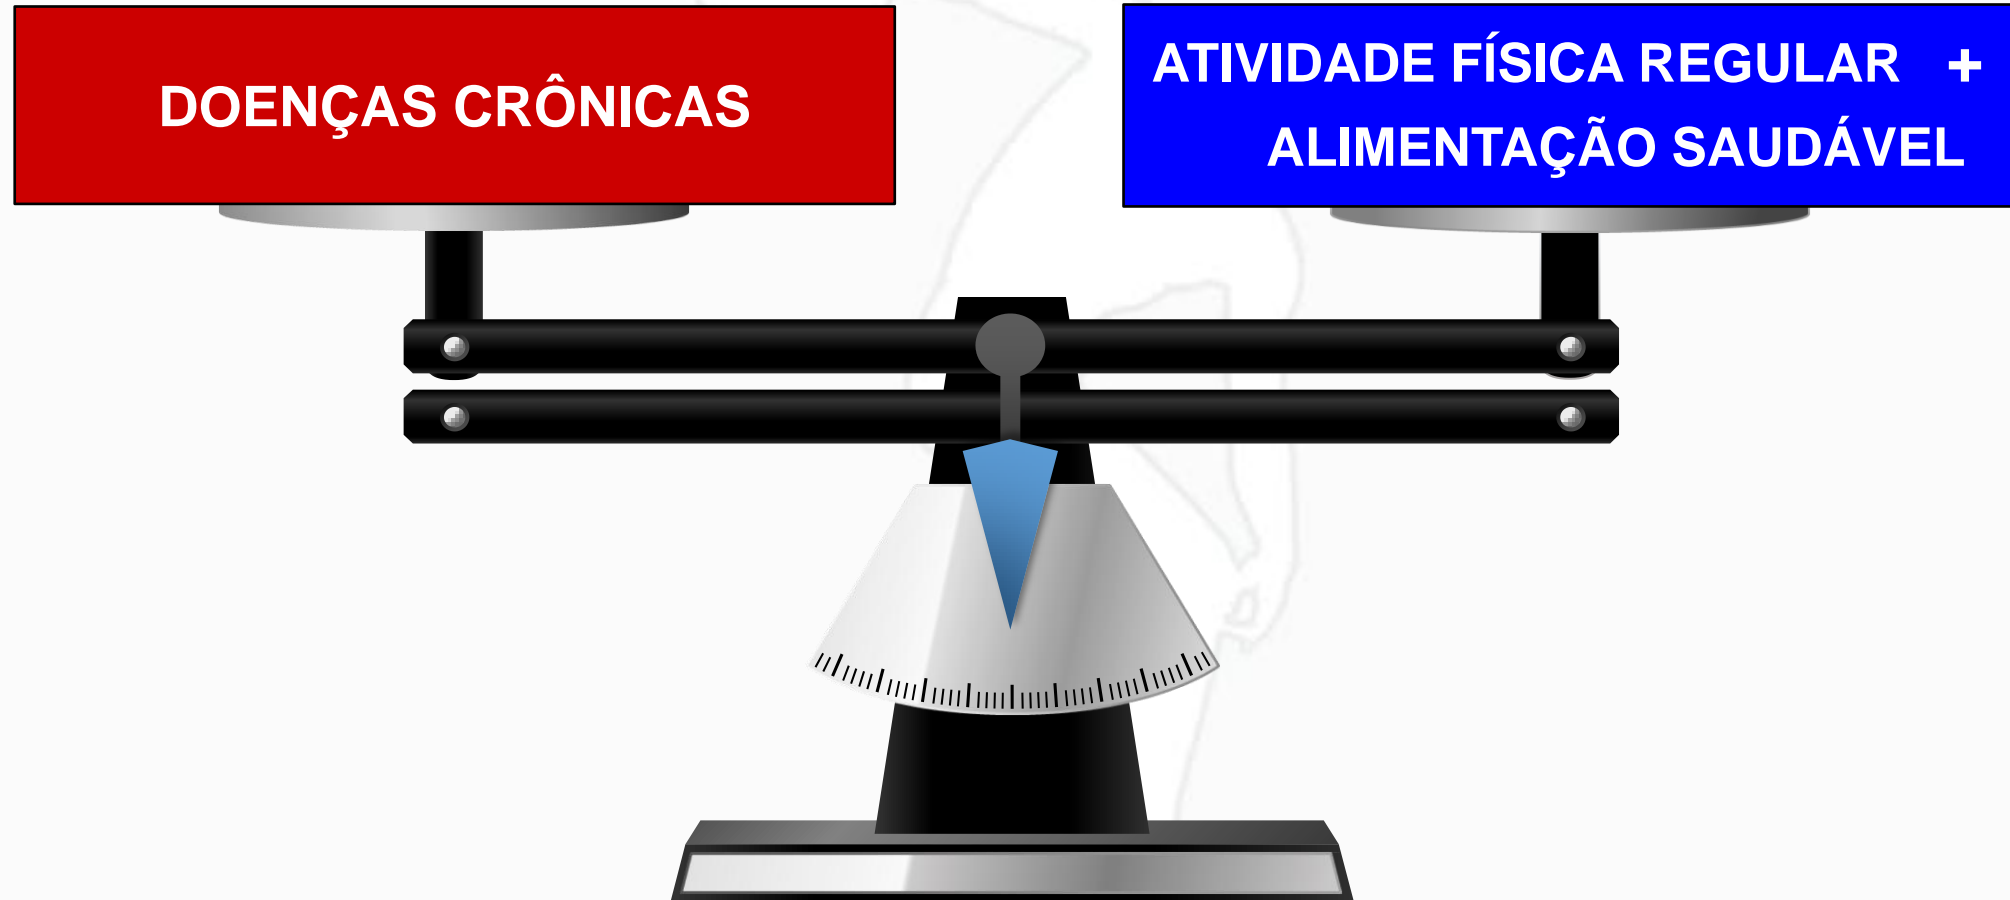 DOENÇAS CRÔNICAS
ATIVIDADE FÍSICA REGULAR +
ALIMENTAÇÃO SAUDÁVEL